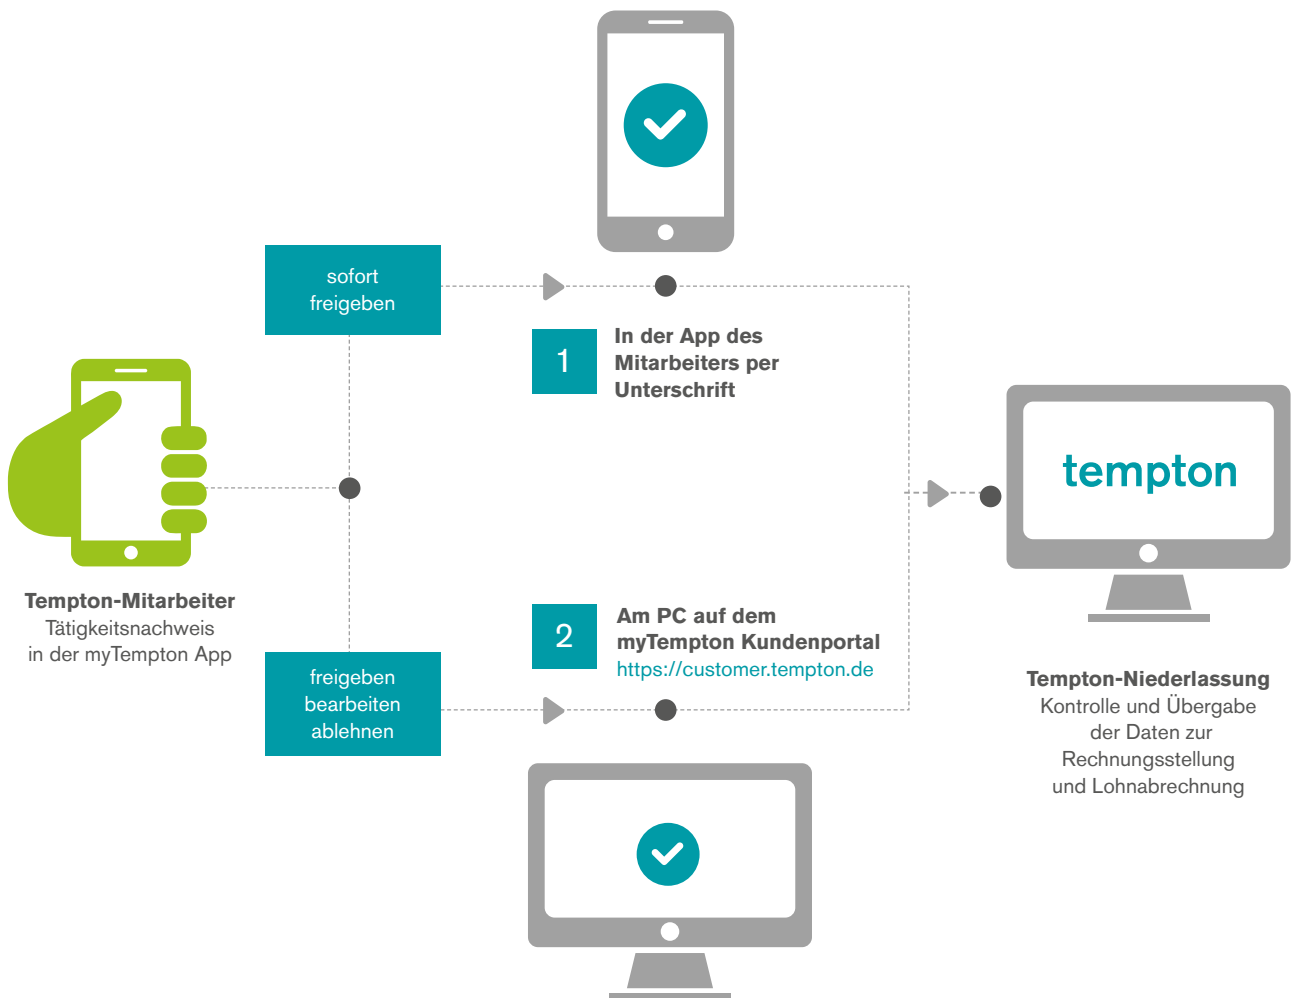 sofort
freigeben
1
In der App des
Mitarbeiters per
Unterschrift
tempton
Tempton-Mitarbeiter
Tätigkeitsnachweis
in der myTempton App
2
Am PC auf dem
myTempton Kundenportal
https://customer.tempton.de
freigeben
bearbeiten
ablehnen
Tempton-Niederlassung
Kontrolle und Übergabe
der Daten zur
Rechnungsstellung
und Lohnabrechnung